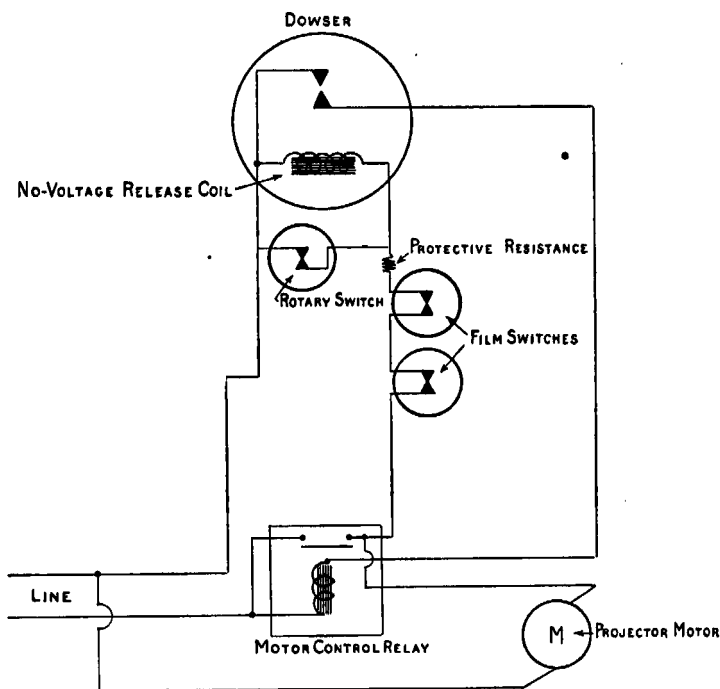 DOWSER
NO-VOLTAGE RELEASE COIL
PROTECTIVE RESISTANCE
ROTARY SWITCH
FILM SWITCHES
LINE
M
PROJECTOR MOTOR
MOTOR CONTROL RELAY